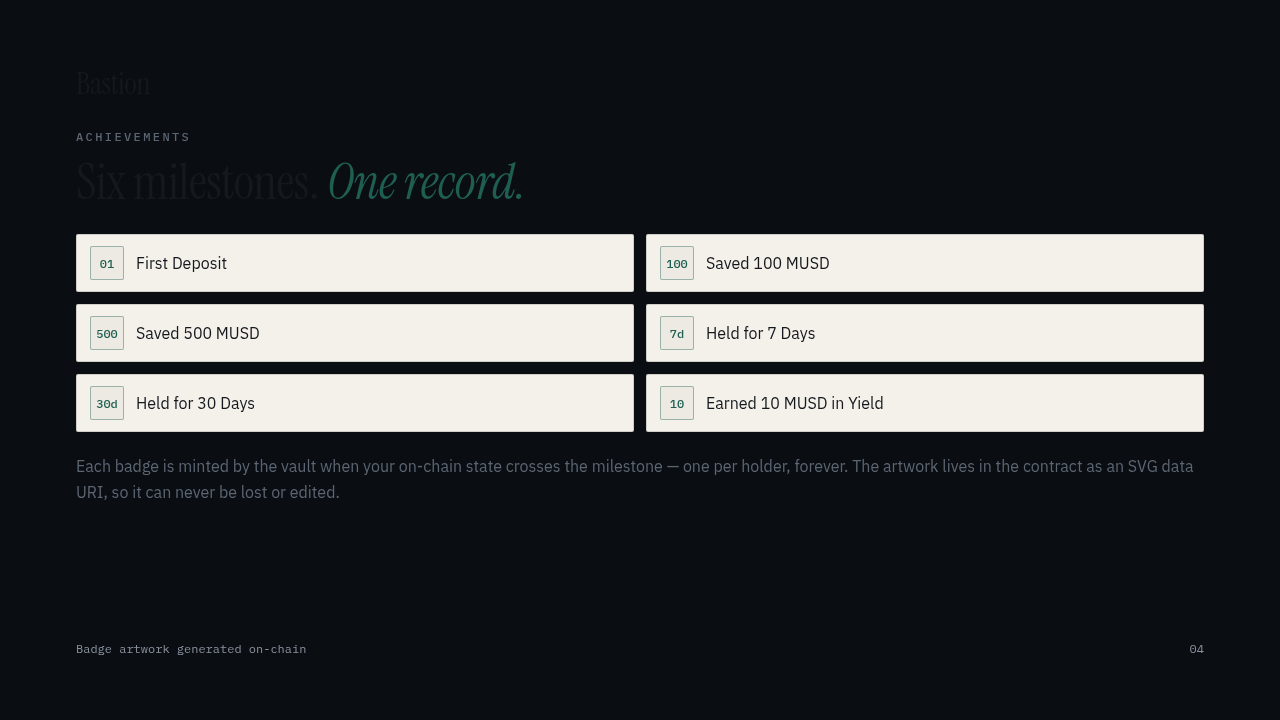 Bastion
ACHIEVEMENTS
Six milestones. One record.
01 First Deposit
100 Saved 100 MUSD
500 Saved 500 MUSD
7d Held for 7 Days
30d Held for 30 Days
10 Earned 10 MUSD in Yield
Each badge is minted by the vault when your on-chain state crosses the milestone — one per holder, forever. The artwork lives in the contract as an SVG data
URI, so it can never be lost or edited.
Badge artwork generated on-chain
04